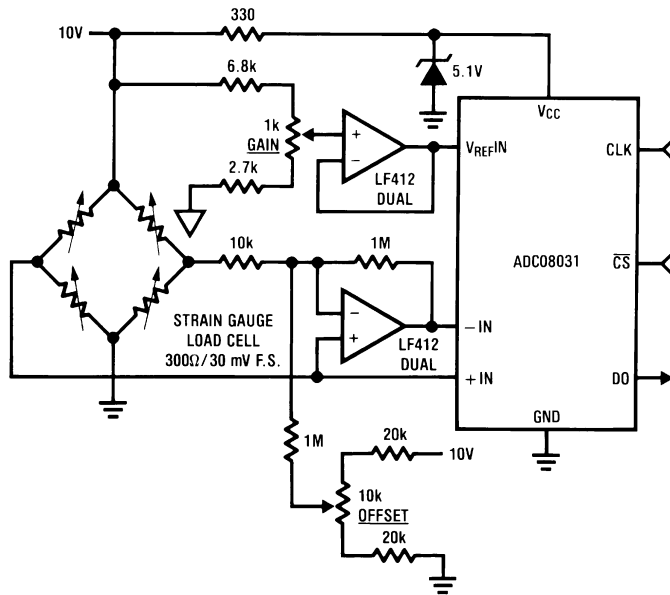 330
10V
6.8k
5.1V
1k
GAIN
+
−
2.7k
LF412
DUAL
VCC
VREFIN
CLK
ADC08031
CS
10k
1M
−
+
LF412
DUAL
−IN
+IN
DO
GND
STRAIN GAUGE
LOAD CELL
300Ω/30 mV F.S.
1M
20k
10V
10k
OFFSET
20k